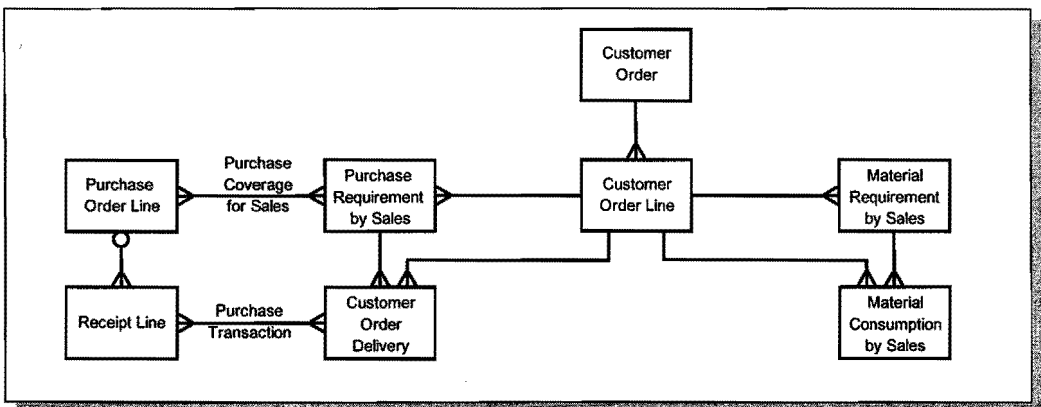 Customer
Order
Purchase
Order Line
Purchase
Coverage
for Sales
Purchase
Requirement
by Sales
Customer
Order Line
Material
Requirement
by Sales
Receipt Line
Purchase
Transaction
Customer
Order
Delivery
Material
Consumption
by Sales